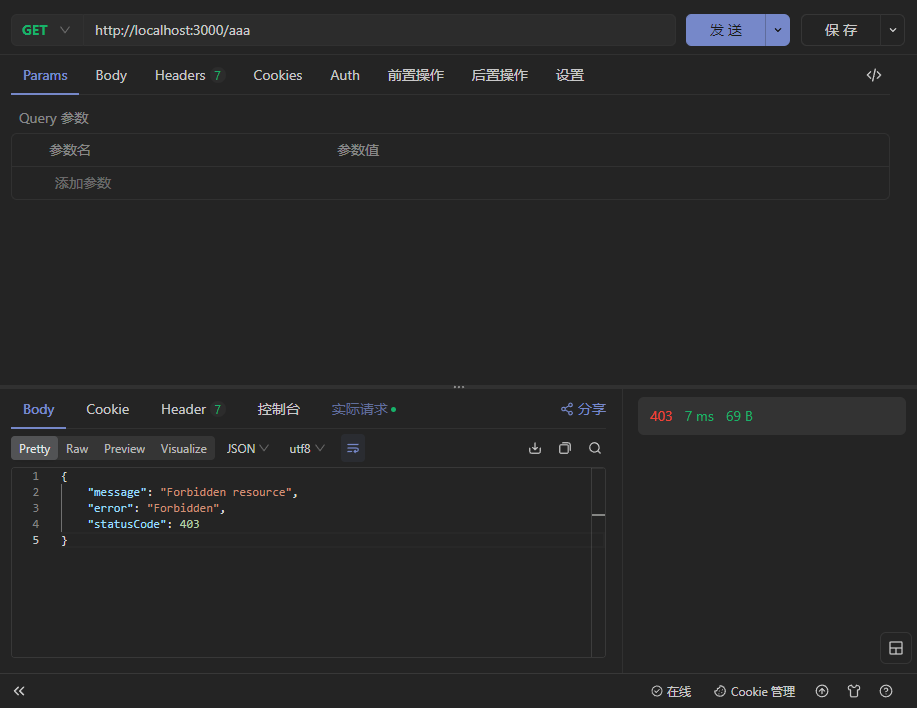 GET http://localhost:3000/aaa 发 送 保 存
Params Body Headers 7 Cookies Auth 前置操作 后置操作 设置
Query 参数
参数名 参数值
添加参数
Body Cookie Header 7 控制台 实际请求 分享
403 7 ms 69 B
Pretty Raw Preview Visualize JSON utf8
1 {
2 "message": "Forbidden resource",
3 "error": "Forbidden",
4 "statusCode": 403
5 }
在线 Cookie 管理